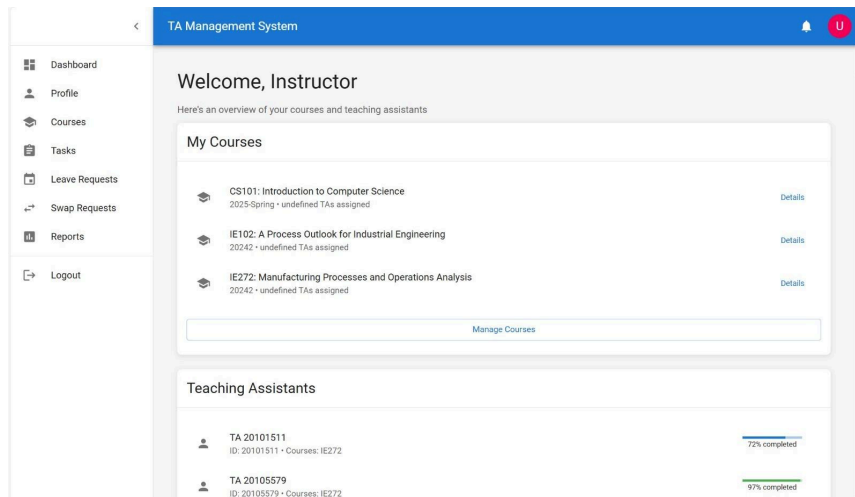 TA Management System
U
Dashboard
Profile
Courses
Tasks
Leave Requests
Swap Requests
Reports
Logout
Welcome, Instructor
Here's an overview of your courses and teaching assistants
My Courses
CS101: Introduction to Computer Science
2025-Spring • undefined TAs assigned
Details
IE102: A Process Outlook for Industrial Engineering
20242 • undefined TAs assigned
Details
IE272: Manufacturing Processes and Operations Analysis
20242 • undefined TAs assigned
Details
Manage Courses
Teaching Assistants
TA 20101511
ID: 20101511 • Courses: IE272
72% completed
TA 20105579
ID: 20105579 • Courses: IE272
97% completed